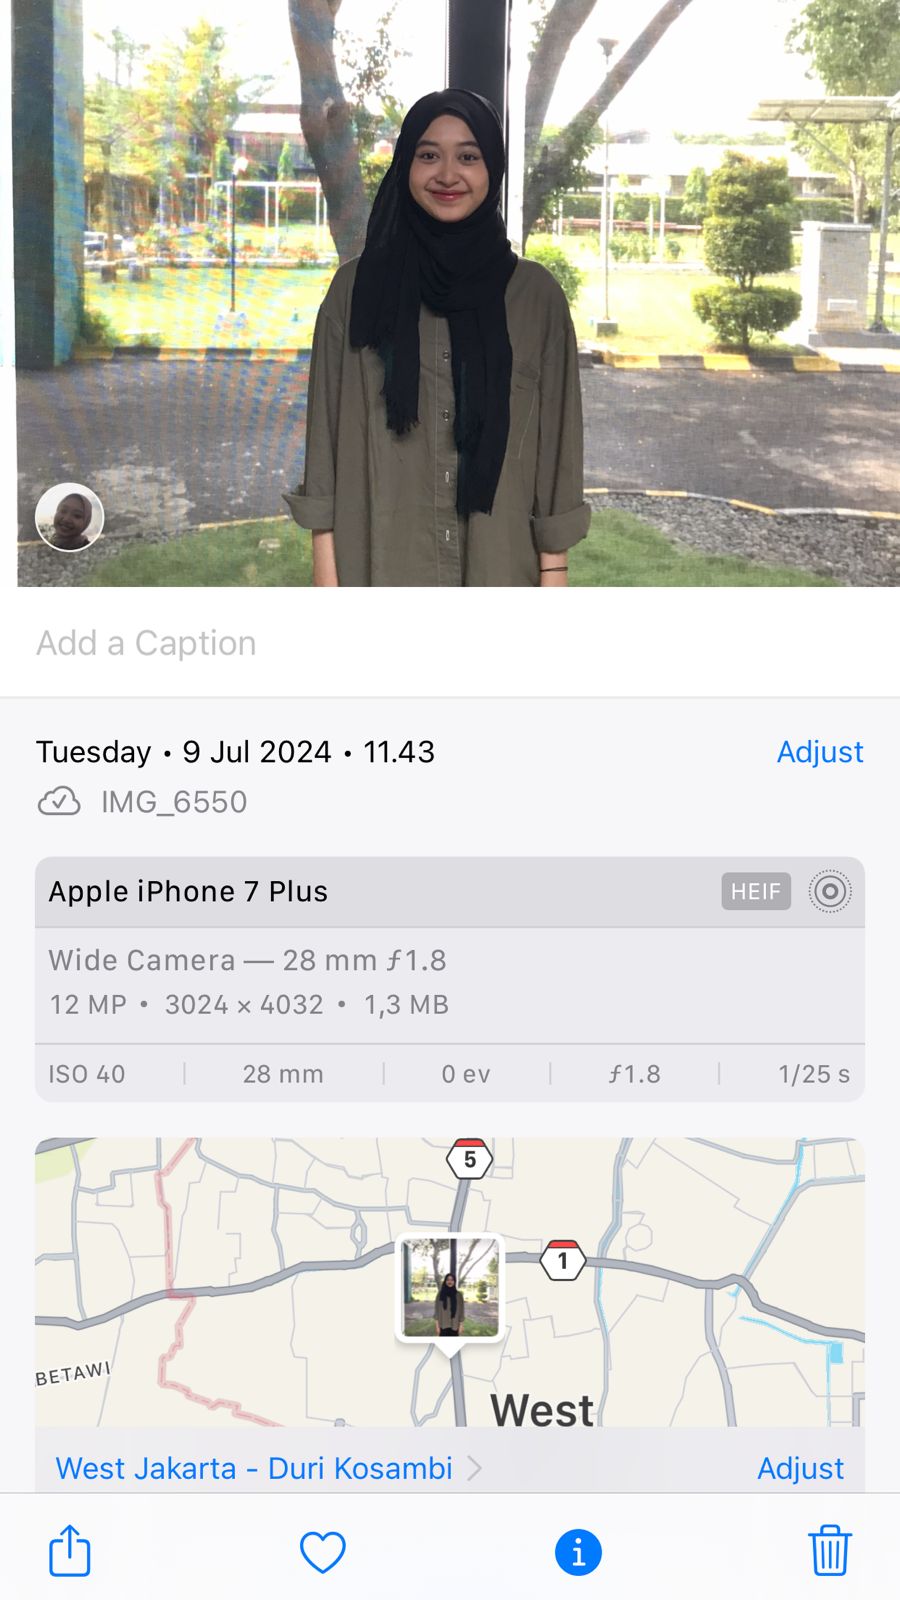 Add a Caption
Tuesday • 9 Jul 2024 • 11.43
Adjust
IMG_6550
Apple iPhone 7 Plus
HEIF
Wide Camera — 28 mm ƒ1.8
12 MP • 3024 × 4032 • 1,3 MB
ISO 40 | 28 mm | 0 ev | ƒ1.8 | 1/25 s
5
1
BETAWI
West
West Jakarta - Duri Kosambi
Adjust